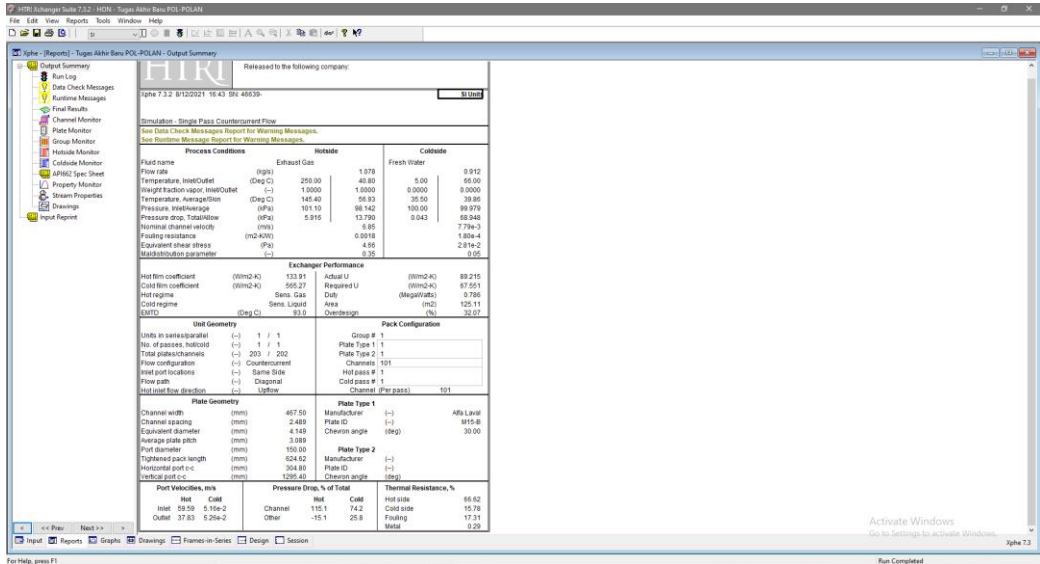 HTRI Xchanger Suite 7.3.2 - HON - Tugas Akhir Baru POL-POLAN
File Edit View Reports Tools Window Help
SI
Xphe - [Reports] - Tugas Akhir Baru POL-POLAN - Output Summary
Output Summary
Run Log
Data Check Messages
Runtime Messages
Final Results
Channel Monitor
Plate Monitor
Group Monitor
Hotside Monitor
Coldside Monitor
API662 Spec Sheet
Property Monitor
Stream Properties
Drawings
Input Reprint
HTRI Released to the following company:
Xphe 7.3.2 8/12/2021 16:43 SN: 46639- SI Units
Simulation - Single Pass Countercurrent Flow
See Data Check Messages Report for Warning Messages.
See Runtime Message Report for Warning Messages.
Process Conditions Hotside Coldside
Fluid name Exhaust Gas Fresh Water
Flow rate (kg/s) 1.078 0.912
Temperature, Inlet/Outlet (Deg C) 250.00 40.80 5.00 66.00
Weight fraction vapor, Inlet/Outlet (--) 1.0000 1.0000 0.0000 0.0000
Temperature, Average/Skin (Deg C) 145.40 56.93 35.50 39.86
Pressure, Inlet/Average (kPa) 101.10 98.142 100.00 99.979
Pressure drop, Total/Allow (kPa) 5.916 13.790 0.043 68.948
Nominal channel velocity (m/s) 6.85 7.79e-3
Fouling resistance (m2-K/W) 0.0018 1.80e-4
Equivalent shear stress (Pa) 4.66 2.81e-2
Maldistribution parameter (--) 0.35 0.05
Exchanger Performance
Hot film coefficient (W/m2-K) 133.91 Actual U (W/m2-K) 89.215
Cold film coefficient (W/m2-K) 565.27 Required U (W/m2-K) 67.551
Hot regime Sens. Gas Duty (MegaWatts) 0.786
Cold regime Sens. Liquid Area (m2) 125.11
EMTD (Deg C) 93.0 Overdesign (%) 32.07
Unit Geometry Pack Configuration
Units in series/parallel (--) 1 / 1 Group # 1
No. of passes, hot/cold (--) 1 / 1 Plate Type 1 1
Total plates/channels (--) 203 / 202 Plate Type 2 1
Flow configuration (--) Countercurrent Channels 101
Inlet port locations (--) Same Side Hot pass # 1
Flow path (--) Diagonal Cold pass # 1
Hot inlet flow direction (--) Upflow Channel (Per pass) 101
Plate Geometry Plate Type 1
Channel width (mm) 467.50 Manufacturer (--) Alfa Laval
Channel spacing (mm) 2.489 Plate ID (--) M15-B
Equivalent diameter (mm) 4.149 Chevron angle (deg) 30.00
Average plate pitch (mm) 3.089
Port diameter (mm) 150.00 Plate Type 2
Tightened pack length (mm) 624.62 Manufacturer (--)
Horizontal port c-c (mm) 304.80 Plate ID (--)
Vertical port c-c (mm) 1295.40 Chevron angle (deg)
Port Velocities, m/s Pressure Drop, % of Total Thermal Resistance, %
Hot Cold Hot Cold Hot side 66.62
Inlet 59.59 5.16e-2 Channel 115.1 74.2 Cold side 15.78
Outlet 37.83 5.25e-2 Other -15.1 25.8 Fouling 17.31
Metal 0.29
Activate Windows
Go to Settings to activate Windows.
< << Prev Next >> >
Input Reports Graphs Drawings Frames-in-Series Design Session Xphe 7.3
For Help, press F1 Run Completed